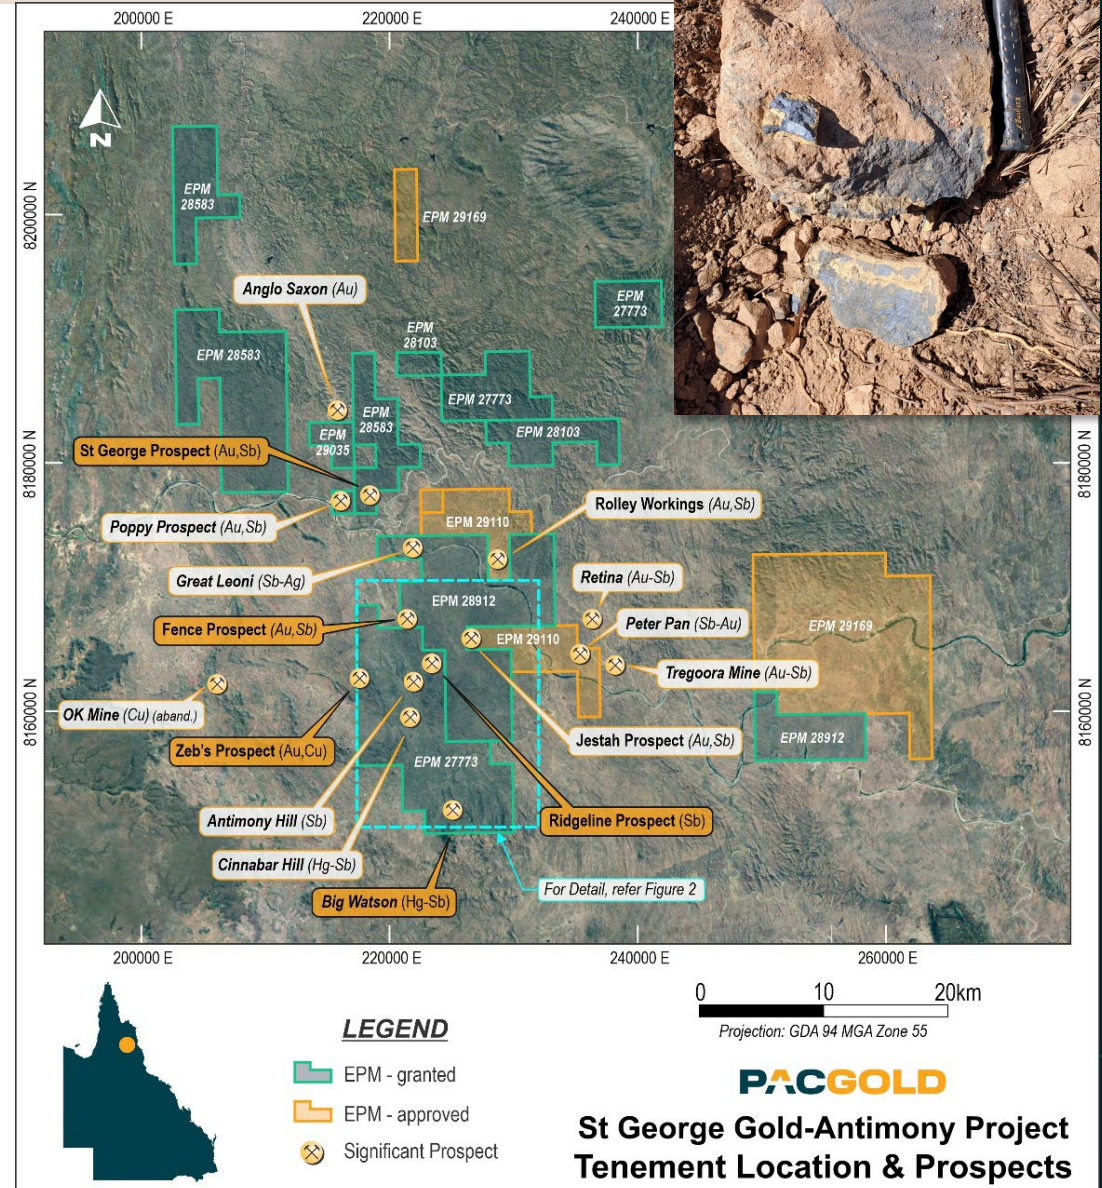 200000 E
220000 E
240000 E
8200000 N
8180000 N
8160000 N
8180000 N
8160000 N
N
EPM
28583
EPM 29169
Anglo Saxon (Au)
EPM
27773
EPM
28103
EPM 28583
EPM 27773
EPM
28583
EPM
29035
EPM 28103
St George Prospect (Au,Sb)
Poppy Prospect (Au,Sb)
EPM 29110
Rolley Workings (Au,Sb)
Great Leoni (Sb-Ag)
Retina (Au-Sb)
EPM 28912
Fence Prospect (Au,Sb)
EPM 29110
Peter Pan (Sb-Au)
EPM 29169
Tregoora Mine (Au-Sb)
OK Mine (Cu) (aband.)
Zeb's Prospect (Au,Cu)
Jestah Prospect (Au,Sb)
EPM 28912
EPM 27773
Antimony Hill (Sb)
Ridgeline Prospect (Sb)
Cinnabar Hill (Hg-Sb)
Big Watson (Hg-Sb)
For Detail, refer Figure 2
200000 E
220000 E
240000 E
260000 E
0 10 20km
Projection: GDA 94 MGA Zone 55
LEGEND
EPM - granted
EPM - approved
Significant Prospect
PACGOLD
St George Gold-Antimony Project
Tenement Location & Prospects